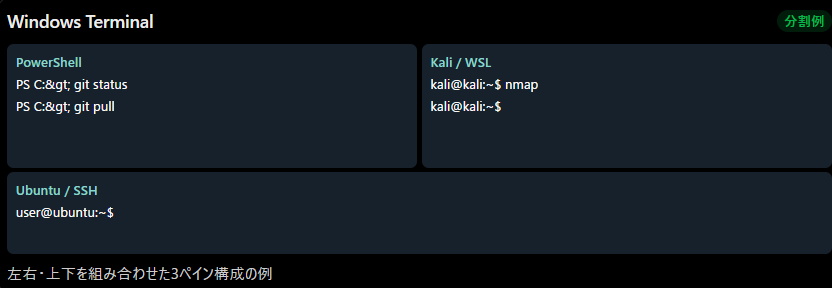 Windows Terminal
分割例
PowerShell
PS C:&gt; git status
PS C:&gt; git pull
Kali / WSL
kali@kali:~$ nmap
kali@kali:~$
Ubuntu / SSH
user@ubuntu:~$
左右・上下を組み合わせた3ペイン構成の例